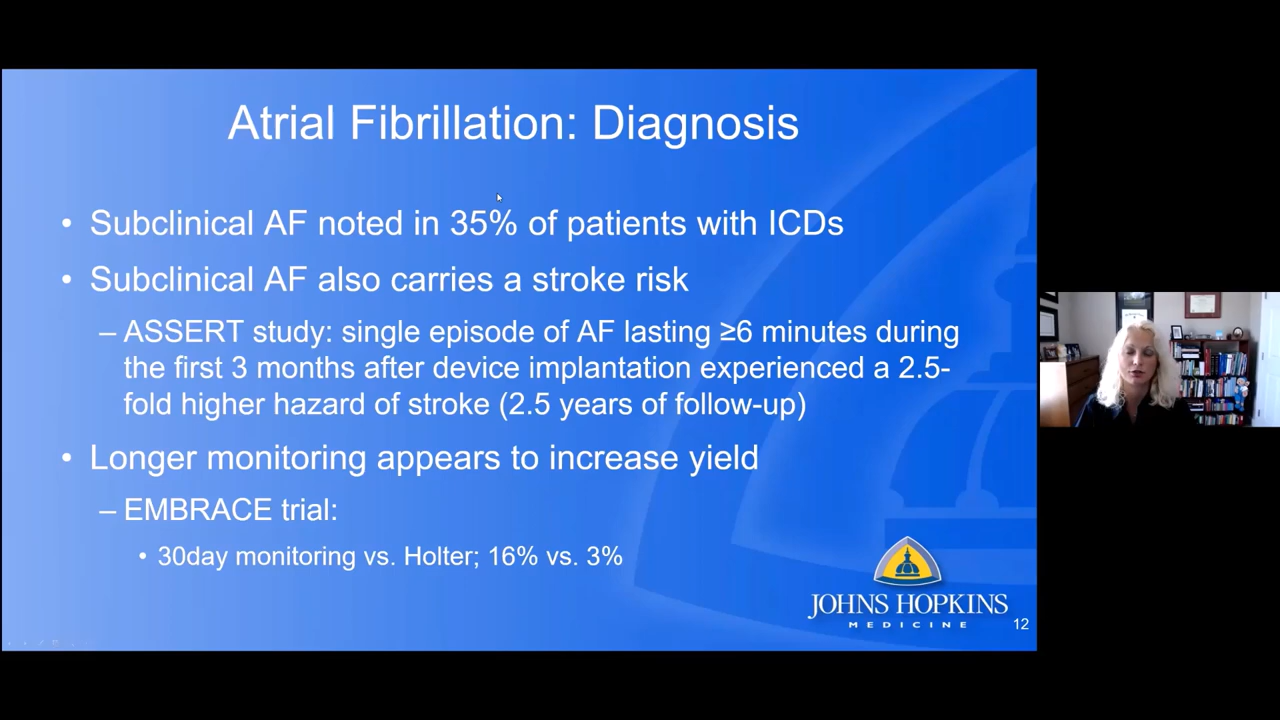 Atrial Fibrillation: Diagnosis
• Subclinical AF noted in 35% of patients with ICDs
• Subclinical AF also carries a stroke risk
– ASSERT study: single episode of AF lasting ≥6 minutes during
the first 3 months after device implantation experienced a 2.5-
fold higher hazard of stroke (2.5 years of follow-up)
• Longer monitoring appears to increase yield
– EMBRACE trial:
• 30day monitoring vs. Holter; 16% vs. 3%
JOHNS HOPKINS
MEDICINE
12